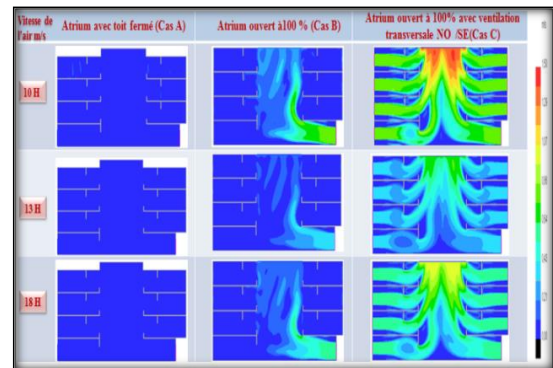 Vitesse de
l'air m/s
Atrium avec toit fermé (Cas A)
Atrium ouvert à100 % (Cas B)
Atrium ouvert à 100% avec ventilation
transversale NO /SE(Cas C)
10 H
13 H
18 H